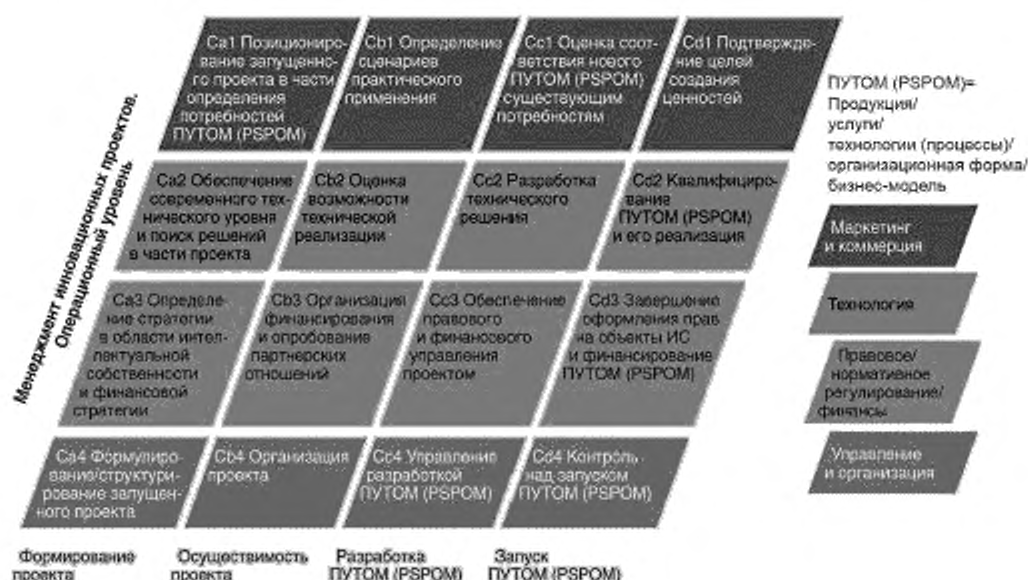 Менеджмент инновационных проектов.
Операционный уровень
Ca1 Позициониро-
вание запущенно-
го проекта в части
определения
потребностей
ПУТОМ (PSPOM)
Cb1 Определение
сценариев
практического
применения
Cc1 Оценка соот-
ветствия нового
ПУТОМ (PSPOM)
существующим
потребностям
Cd1 Подтвержде-
ние целей
создания
ценностей
Ca2 Обеспечение
современного тех-
нического уровня
и поиск решений
в части проекта
Cb2 Оценка
возможности
технической
реализации
Cc2 Разработка
технического
решения
Cd2 Квалифициро-
вание
ПУТОМ (PSPOM)
и его реализация
Ca3 Определе-
ние стратегии
в области интел-
лектуальной
собственности
и финансовой
стратегии
Cb3 Организация
финансирования
и опробование
партнерских
отношений
Cc3 Обеспечение
правового
и финансового
управления
проектом
Cd3 Завершение
оформления прав
на объекты ИС
и финансирование
ПУТОМ (PSPOM)
Ca4 Формулиро-
вание/структури-
рование запущен-
ного проекта
Cb4 Организация
проекта
Cc4 Управление
разработкой
ПУТОМ (PSPOM)
Cd4 Контроль
над запуском
ПУТОМ (PSPOM)
Формирование
проекта
Осуществимость
проекта
Разработка
ПУТОМ (PSPOM)
Запуск
ПУТОМ (PSPOM)
ПУТОМ (PSPOM)=
Продукция/
услуги/
технологии (процессы)/
организационная форма/
бизнес-модель
Маркетинг
и коммерция
Технология
Правовое/
нормативное
регулирование/
финансы
Управление
и организация